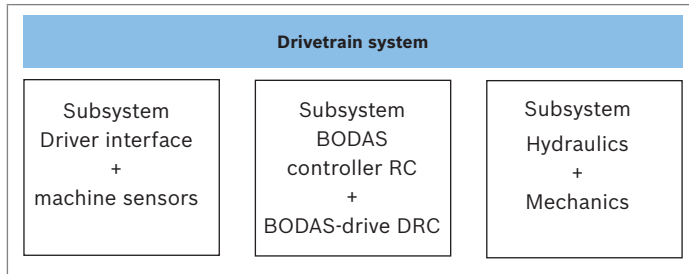 Drivetrain system
Subsystem
Driver interface
+
machine sensors
Subsystem
BODAS
controller RC
+
BODAS-drive DRC
Subsystem
Hydraulics
+
Mechanics